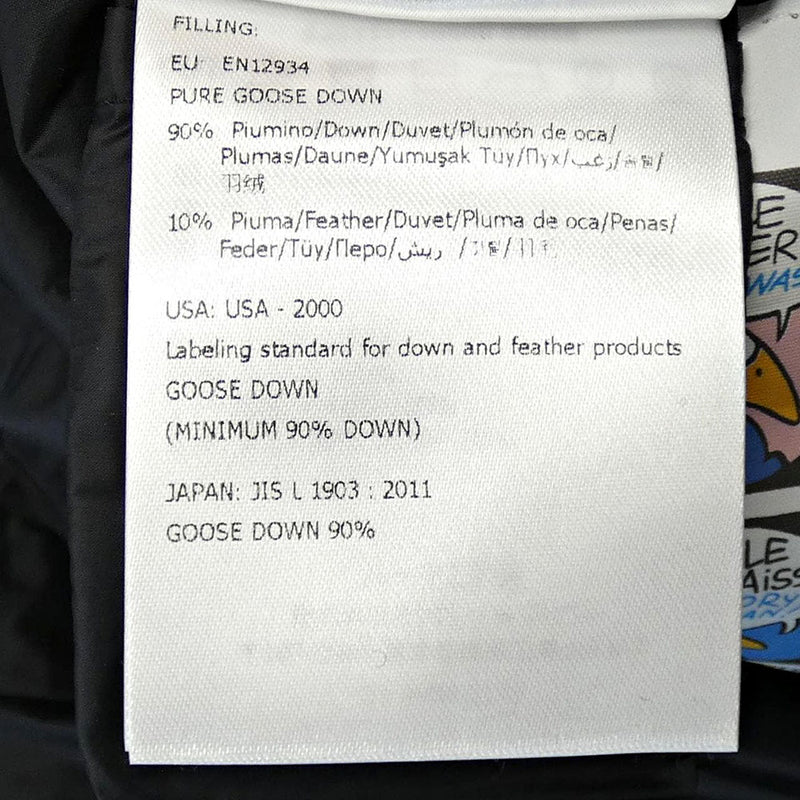 FILLING:
EU: EN12934
PURE GOOSE DOWN
90% Piumino/Down/Duvet/Plumón de oca/
Plumas/Daune/Yumuşak Tüy/Пух/زغب/
羽绒
10% Piuma/Feather/Duvet/Pluma de oca/Penas/
Feder/Tüy/Перо/ريش /
USA: USA - 2000
Labeling standard for down and feather products
GOOSE DOWN
(MINIMUM 90% DOWN)
JAPAN: JIS L 1903 : 2011
GOOSE DOWN 90%